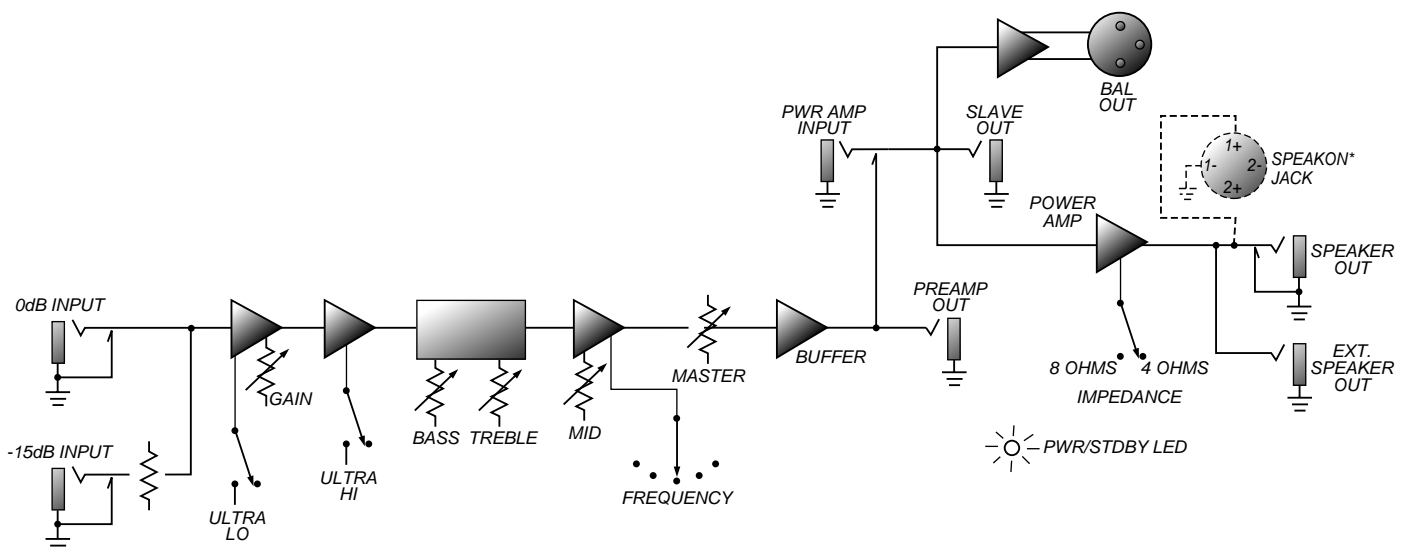 BAL
OUT
PWR AMP
INPUT
SLAVE
OUT
1+
1-
2-
2+
SPEAKON*
JACK
POWER
AMP
SPEAKER
OUT
0dB INPUT
PREAMP
OUT
BUFFER
MASTER
GAIN
8 OHMS
4 OHMS
IMPEDANCE
EXT.
SPEAKER
OUT
BASS
TREBLE
MID
-15dB INPUT
ULTRA
HI
FREQUENCY
PWR/STDBY LED
ULTRA
LO